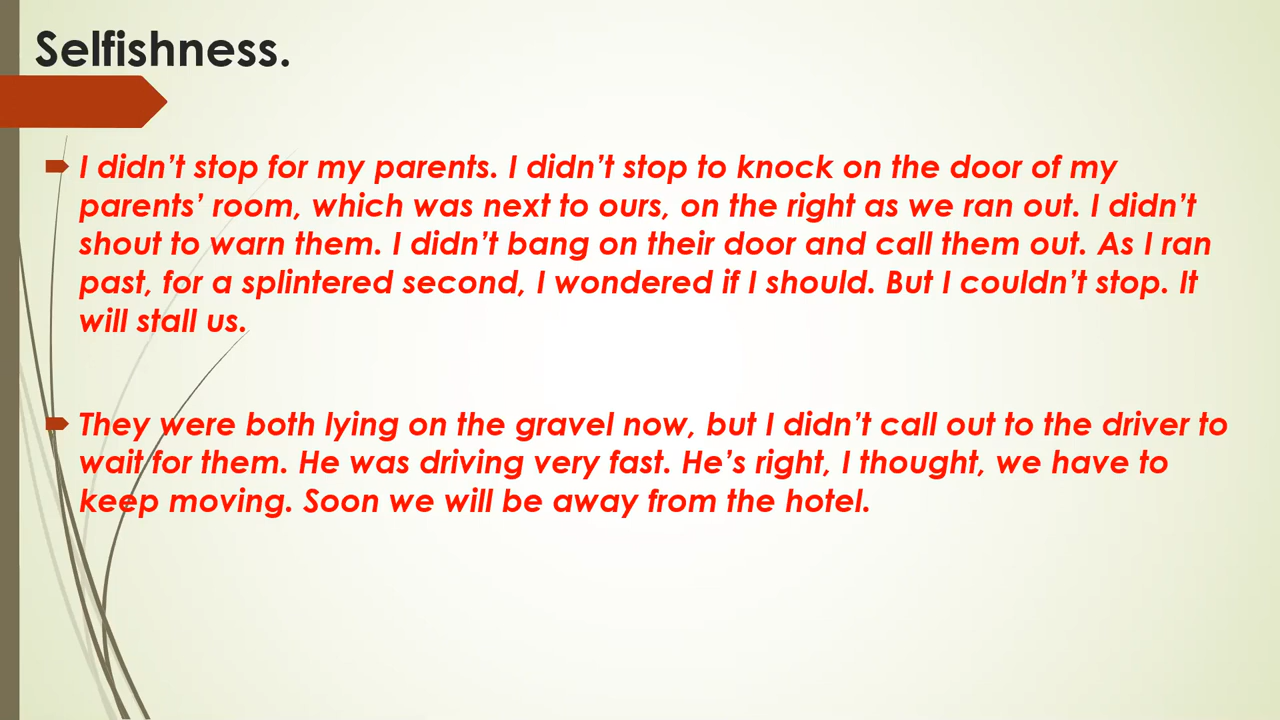 Selfishness.
I didn’t stop for my parents. I didn’t stop to knock on the door of my
parents’ room, which was next to ours, on the right as we ran out. I didn’t
shout to warn them. I didn’t bang on their door and call them out. As I ran
past, for a splintered second, I wondered if I should. But I couldn’t stop. It
will stall us.
They were both lying on the gravel now, but I didn’t call out to the driver to
wait for them. He was driving very fast. He’s right, I thought, we have to
keep moving. Soon we will be away from the hotel.